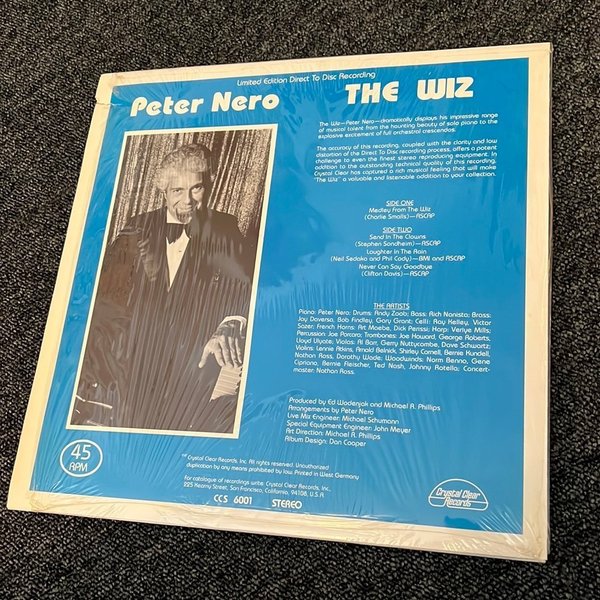 Limited Edition Direct To Disc Recording
Peter Nero THE WIZ
The Wiz—Peter Nero—dramatically displays his impressive range
of musical talent from the haunting beauty of solo piano to the
explosive excitement of full orchestral crescendos.
The accuracy of this recording, coupled with the clarity and low
distortion of the Direct To Disc recording process, offers a potent
challenge to even the finest stereo reproducing equipment. In
addition to the outstanding technical quality of this recording,
Crystal Clear has captured a rich musical feeling that will make
"The Wiz" a valuable and listenable addition to your collection.
SIDE ONE
Medley From The Wiz
(Charlie Smalls)—ASCAP
SIDE TWO
Send In The Clowns
(Stephen Sondheim)—ASCAP
Laughter In The Rain
(Neil Sedaka and Phil Cody)—BMI and ASCAP
Never Can Say Goodbye
(Clifton Davis)—ASCAP
THE ARTISTS
Piano: Peter Nero; Drums: Andy Zoob; Bass: Rich Nanista; Brass:
Jay Daversa, Bob Findley, Gary Grant; Celli: Ray Kelley, Victor
Sazer; French Horns: Art Maebe, Dick Perissi; Harp: Verlye Mills;
Percussion: Joe Porcaro; Trombones: Joe Howard, George Roberts,
Lloyd Ulyate; Violas: Al Barr, Gerry Nuttycombe, Dave Schwartz;
Violins: Lennie Atkins, Arnold Belnick, Shirley Cornell, Bernie Kundell,
Nathan Ross, Dorothy Wade; Woodwinds: Norm Benno, Gene
Cipriano, Bernie Fleischer, Ted Nash, Johnny Rotella; Concert-
master: Nathan Ross.
Produced by Ed Wodenjak and Michael R. Phillips
Arrangements by Peter Nero
Live Mix Engineer: Michael Schumann
Special Equipment Engineer: John Meyer
Art Direction: Michael R. Phillips
Album Design: Dan Cooper
45
RPM
Crystal Clear Records, Inc. All rights reserved. Unauthorized
duplication by any means prohibited by law. Printed in West Germany
For catalogue of recordings write: Crystal Clear Records, Inc.,
225 Kearny Street, San Francisco, California, 94108, U.S.A.
CCS 6001 STEREO
Crystal Clear
Records